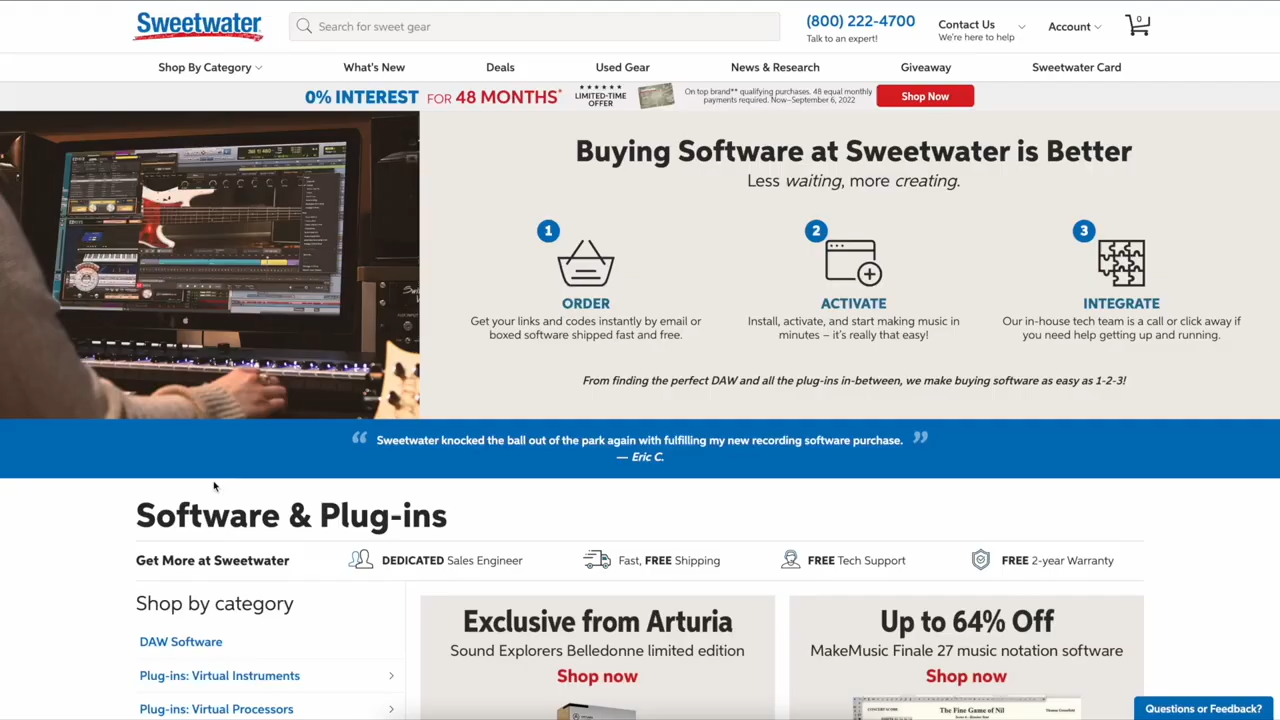 Sweetwater
Search for sweet gear
(800) 222-4700
Talk to an expert!
Contact Us
We're here to help
Account
0
Shop By Category
What's New
Deals
Used Gear
News & Research
Giveaway
Sweetwater Card
0% INTEREST FOR 48 MONTHS*
LIMITED-TIME
OFFER
On top brand** qualifying purchases. 48 equal monthly
payments required. Now–September 6, 2022
Shop Now
Buying Software at Sweetwater is Better
Less waiting, more creating.
1
ORDER
Get your links and codes instantly by email or
boxed software shipped fast and free.
2
ACTIVATE
Install, activate, and start making music in
minutes – it's really that easy!
3
INTEGRATE
Our in-house tech team is a call or click away if
you need help getting up and running.
From finding the perfect DAW and all the plug-ins in-between, we make buying software as easy as 1-2-3!
“ Sweetwater knocked the ball out of the park again with fulfilling my new recording software purchase. ”
— Eric C.
Software & Plug-ins
Get More at Sweetwater
DEDICATED Sales Engineer
Fast, FREE Shipping
FREE Tech Support
FREE 2-year Warranty
Shop by category
DAW Software
Plug-ins: Virtual Instruments
Plug-ins: Virtual Processors
Exclusive from Arturia
Sound Explorers Belledonne limited edition
Shop now
Up to 64% Off
MakeMusic Finale 27 music notation software
Shop now
The Fine Game of Nil
Questions or Feedback?